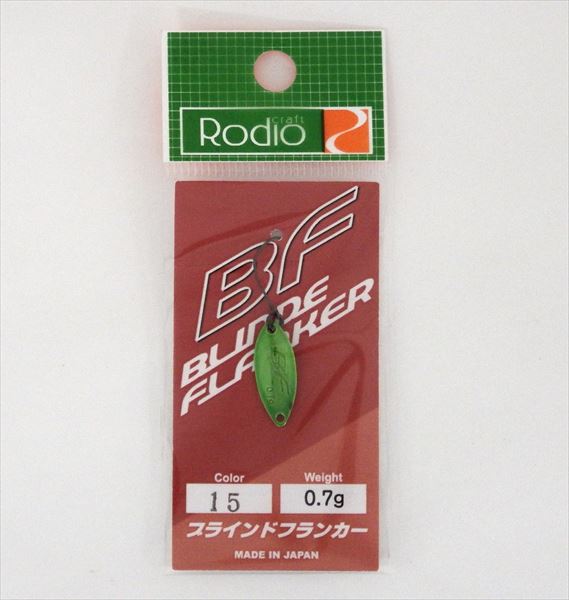 craft
Rodio
BF
BLINDE
FLANKER
Color
Weight
15
0.7g
ブラインドフランカー
MADE IN JAPAN